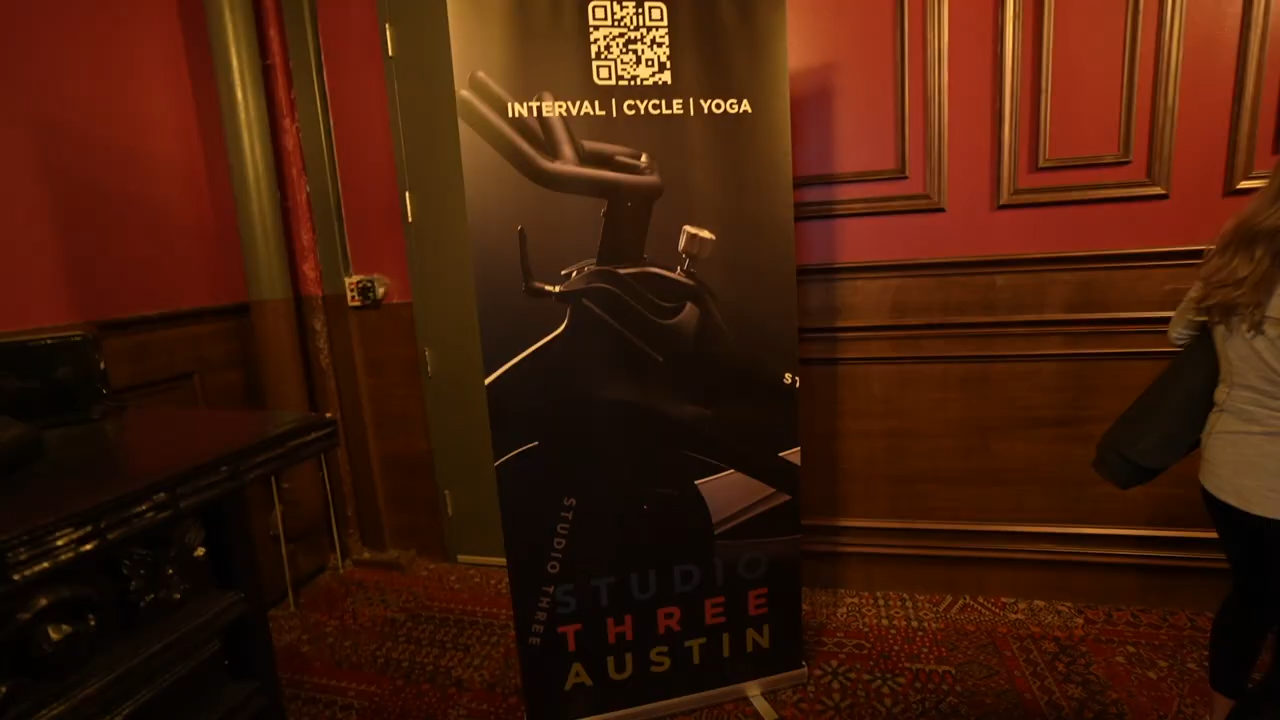 INTERVAL | CYCLE | YOGA
STUDIO THREE
STUDIO
THREE
AUSTIN